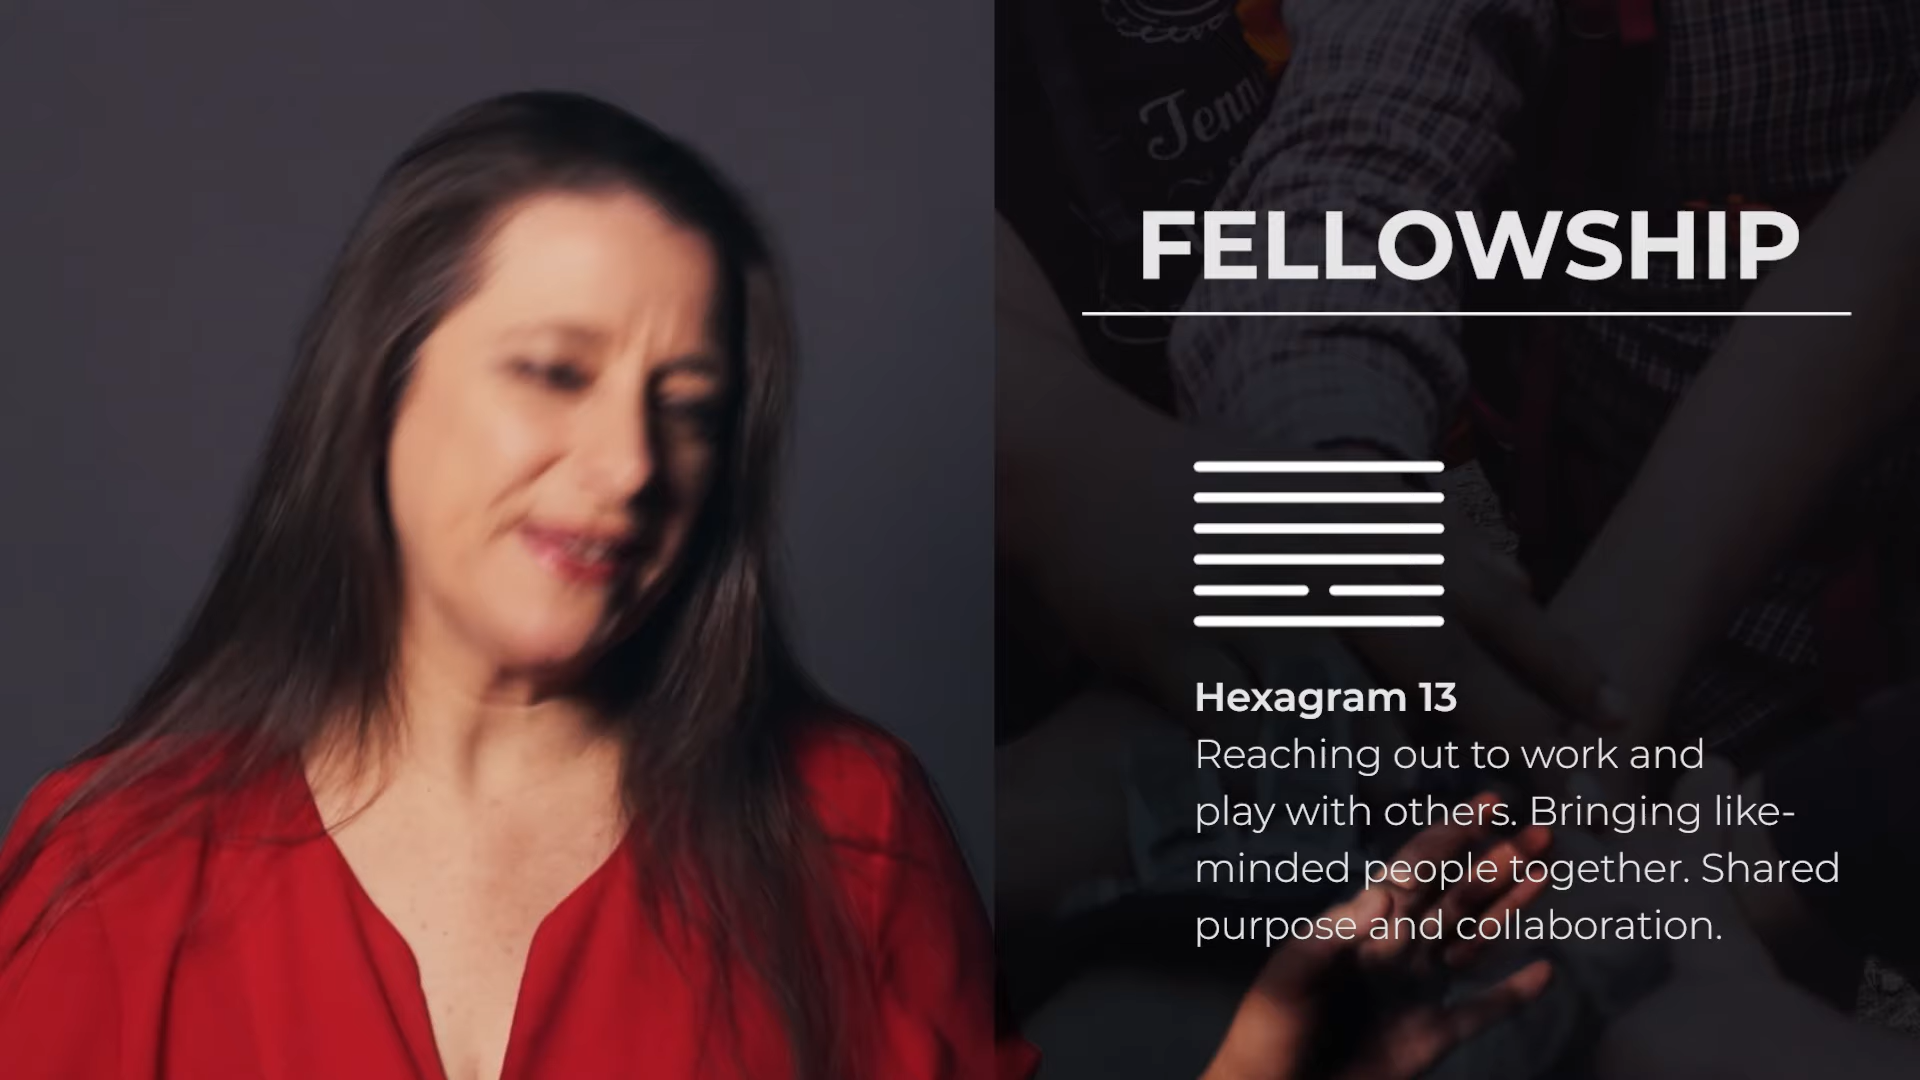 FELLOWSHIP
Hexagram 13
Reaching out to work and
play with others. Bringing like-
minded people together. Shared
purpose and collaboration.